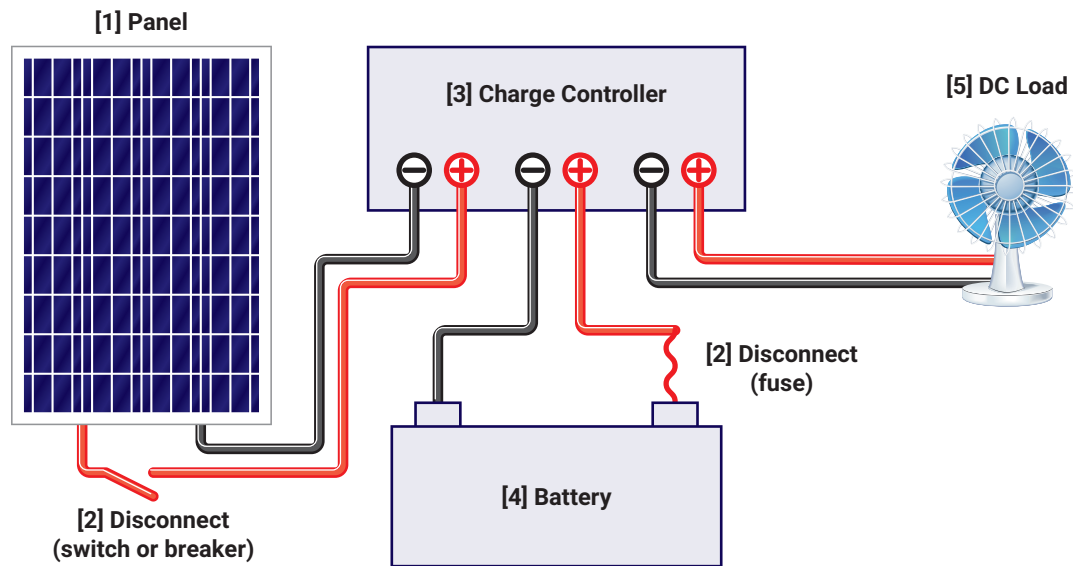 [1] Panel
[3] Charge Controller
[5] DC Load
[2] Disconnect
(fuse)
[4] Battery
[2] Disconnect
(switch or breaker)